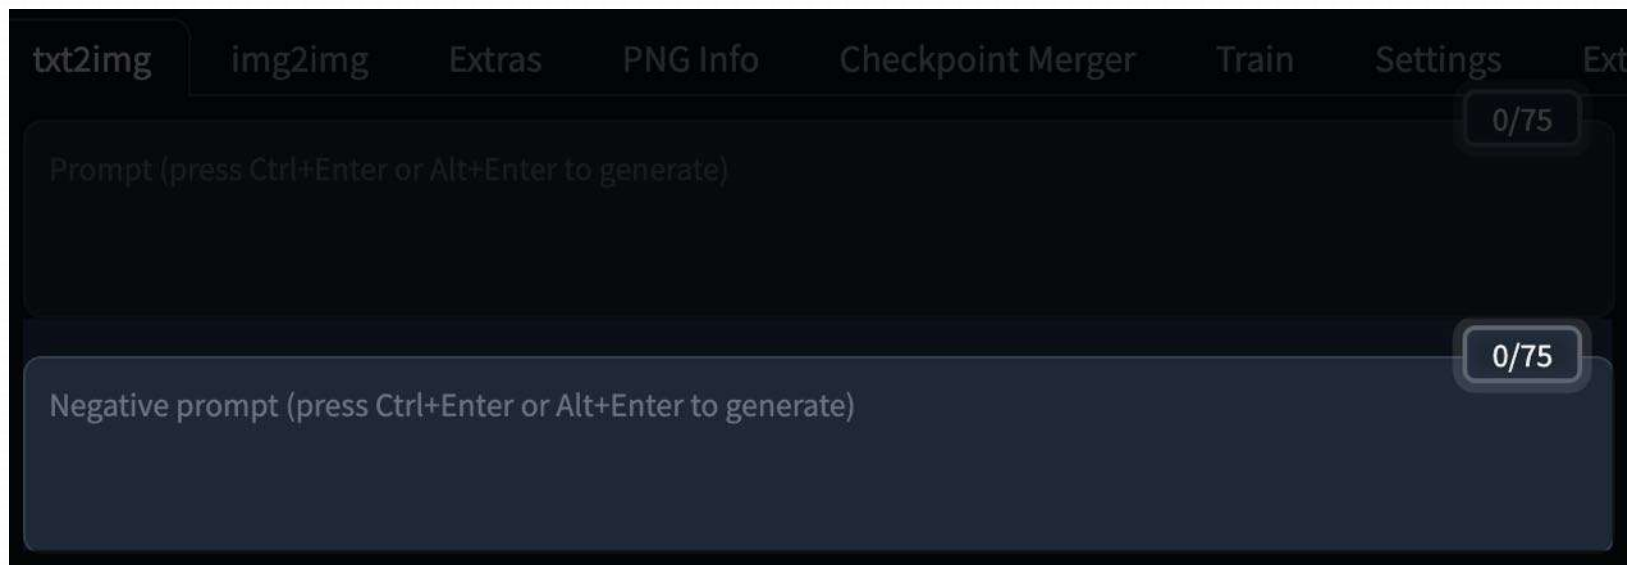 txt2img img2img Extras PNG Info Checkpoint Merger Train Settings Ext
0/75
Prompt (press Ctrl+Enter or Alt+Enter to generate)
0/75
Negative prompt (press Ctrl+Enter or Alt+Enter to generate)